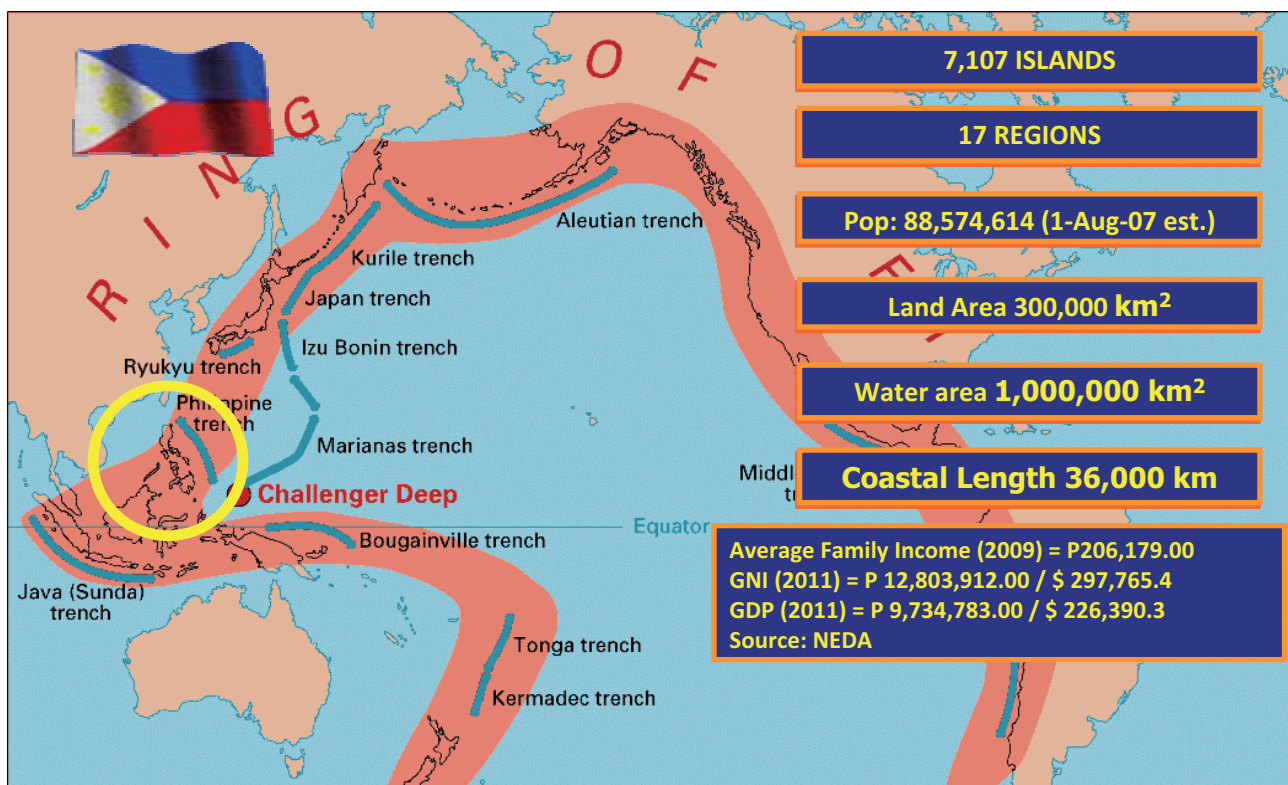 RING OF FI
7,107 ISLANDS
17 REGIONS
Pop: 88,574,614 (1-Aug-07 est.)
Land Area 300,000 km²
Water area 1,000,000 km²
Coastal Length 36,000 km
Average Family Income (2009) = P206,179.00
GNI (2011) = P 12,803,912.00 / $ 297,765.4
GDP (2011) = P 9,734,783.00 / $ 226,390.3
Source: NEDA
Aleutian trench
Kurile trench
Japan trench
Izu Bonin trench
Ryukyu trench
Philippine
trench
Marianas trench
Challenger Deep
Middl
Equator
Bougainville trench
Java (Sunda)
trench
Tonga trench
Kermadec trench